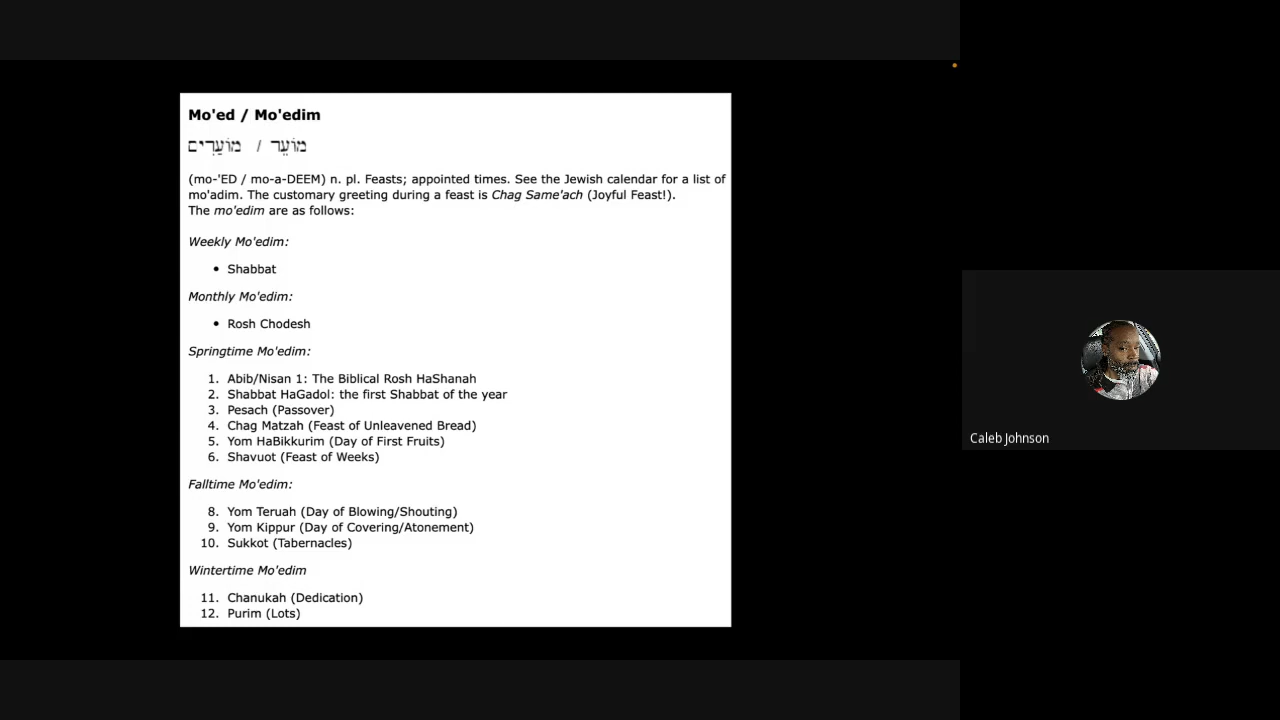 Mo'ed / Mo'edim
מוֹעֵד / מוֹעֲדִים
(mo-'ED / mo-a-DEEM) n. pl. Feasts; appointed times. See the Jewish calendar for a list of
mo'adim. The customary greeting during a feast is Chag Same'ach (Joyful Feast!).
The mo'edim are as follows:
Weekly Mo'edim:
• Shabbat
Monthly Mo'edim:
• Rosh Chodesh
Springtime Mo'edim:
1. Abib/Nisan 1: The Biblical Rosh HaShanah
2. Shabbat HaGadol: the first Shabbat of the year
3. Pesach (Passover)
4. Chag Matzah (Feast of Unleavened Bread)
5. Yom HaBikkurim (Day of First Fruits)
6. Shavuot (Feast of Weeks)
Falltime Mo'edim:
8. Yom Teruah (Day of Blowing/Shouting)
9. Yom Kippur (Day of Covering/Atonement)
10. Sukkot (Tabernacles)
Wintertime Mo'edim
11. Chanukah (Dedication)
12. Purim (Lots)
Caleb Johnson